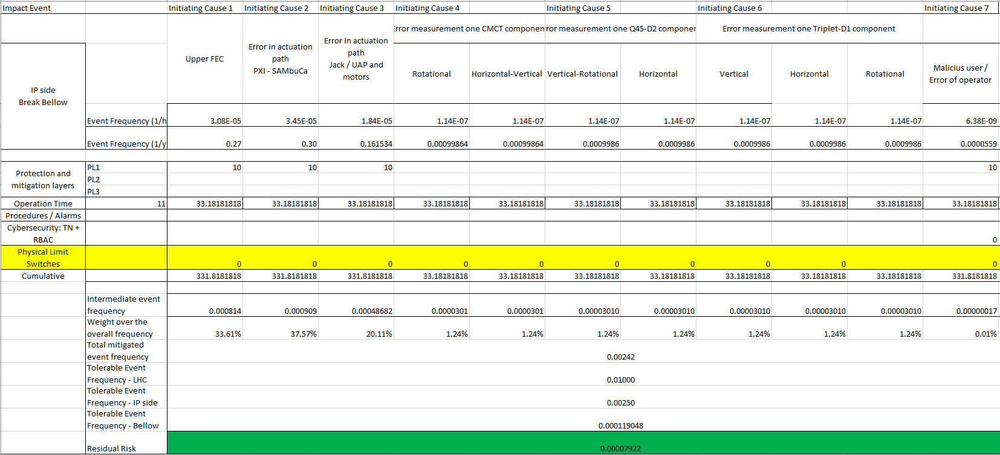 Impact Event Initiating Cause 1 Initiating Cause 2 Initiating Cause 3 Initiating Cause 4 Initiating Cause 5 Initiating Cause 6 Initiating Cause 7
Error measurement one CMCT componen ror measurement one Q45-D2 componer Error measurement one Triplet-D1 component
IP side
Break Bellow
Upper FEC
Error in actuation
path
PXI - SAMbuCa
Error in actuation
path
Jack / UAP and
motors
Rotational Horizontal-Vertical Vertical-Rotational Horizontal Vertical Horizontal Rotational
Malicius user /
Error of operator
Event Frequency (1/h 3.08E-05 3.45E-05 1.84E-05 1.14E-07 1.14E-07 1.14E-07 1.14E-07 1.14E-07 1.14E-07 1.14E-07 6.38E-09
Event Frequency (1/y 0.27 0.30 0.161534 0.00099864 0.00099864 0.0009986 0.0009986 0.0009986 0.0009986 0.0009986 0.0000559
Protection and
mitigation layers
PL1 10 10 10 10
PL2
PL3
Operation Time 11 33.18181818 33.18181818 33.18181818 33.18181818 33.18181818 33.18181818 33.18181818 33.18181818 33.18181818 33.18181818 33.18181818
Procedures / Alarms
Cybersecurity: TN +
RBAC 0
Physical Limit
Switches 0 0 0 0 0 0 0 0 0 0
Cumulative 331.8181818 331.8181818 331.8181818 33.18181818 33.18181818 33.18181818 33.18181818 33.18181818 33.18181818 33.18181818 331.8181818
Intermediate event
frequency 0.000814 0.000909 0.00048682 0.0000301 0.0000301 0.00003010 0.00003010 0.00003010 0.00003010 0.00003010 0.00000017
Weight over the
overall frequency 33.61% 37.57% 20.11% 1.24% 1.24% 1.24% 1.24% 1.24% 1.24% 1.24% 0.01%
Total mitigated
event frequency 0.00242
Tolerable Event
Frequency - LHC 0.01000
Tolerable Event
Frequency - IP side 0.00250
Tolerable Event
Frequency - Bellow 0.000119048
Residual Risk 0.00007922